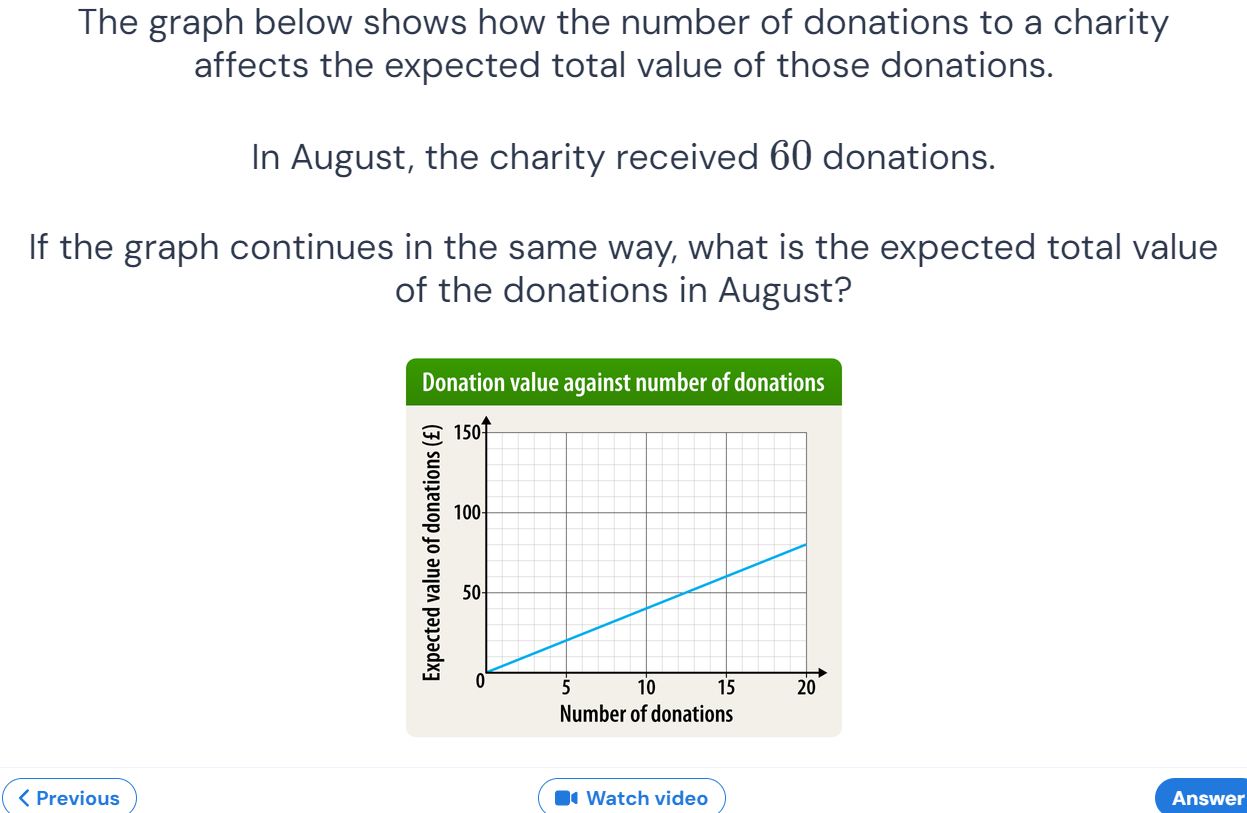 The graph below shows how the number of donations to a charity
affects the expected total value of those donations.
In August, the charity received 60 donations.
If the graph continues in the same way, what is the expected total value
of the donations in August?
Donation value against number of donations
Expected value of donations (£)
150
100
50
0
5 10 15 20
Number of donations
Previous
Watch video
Answer